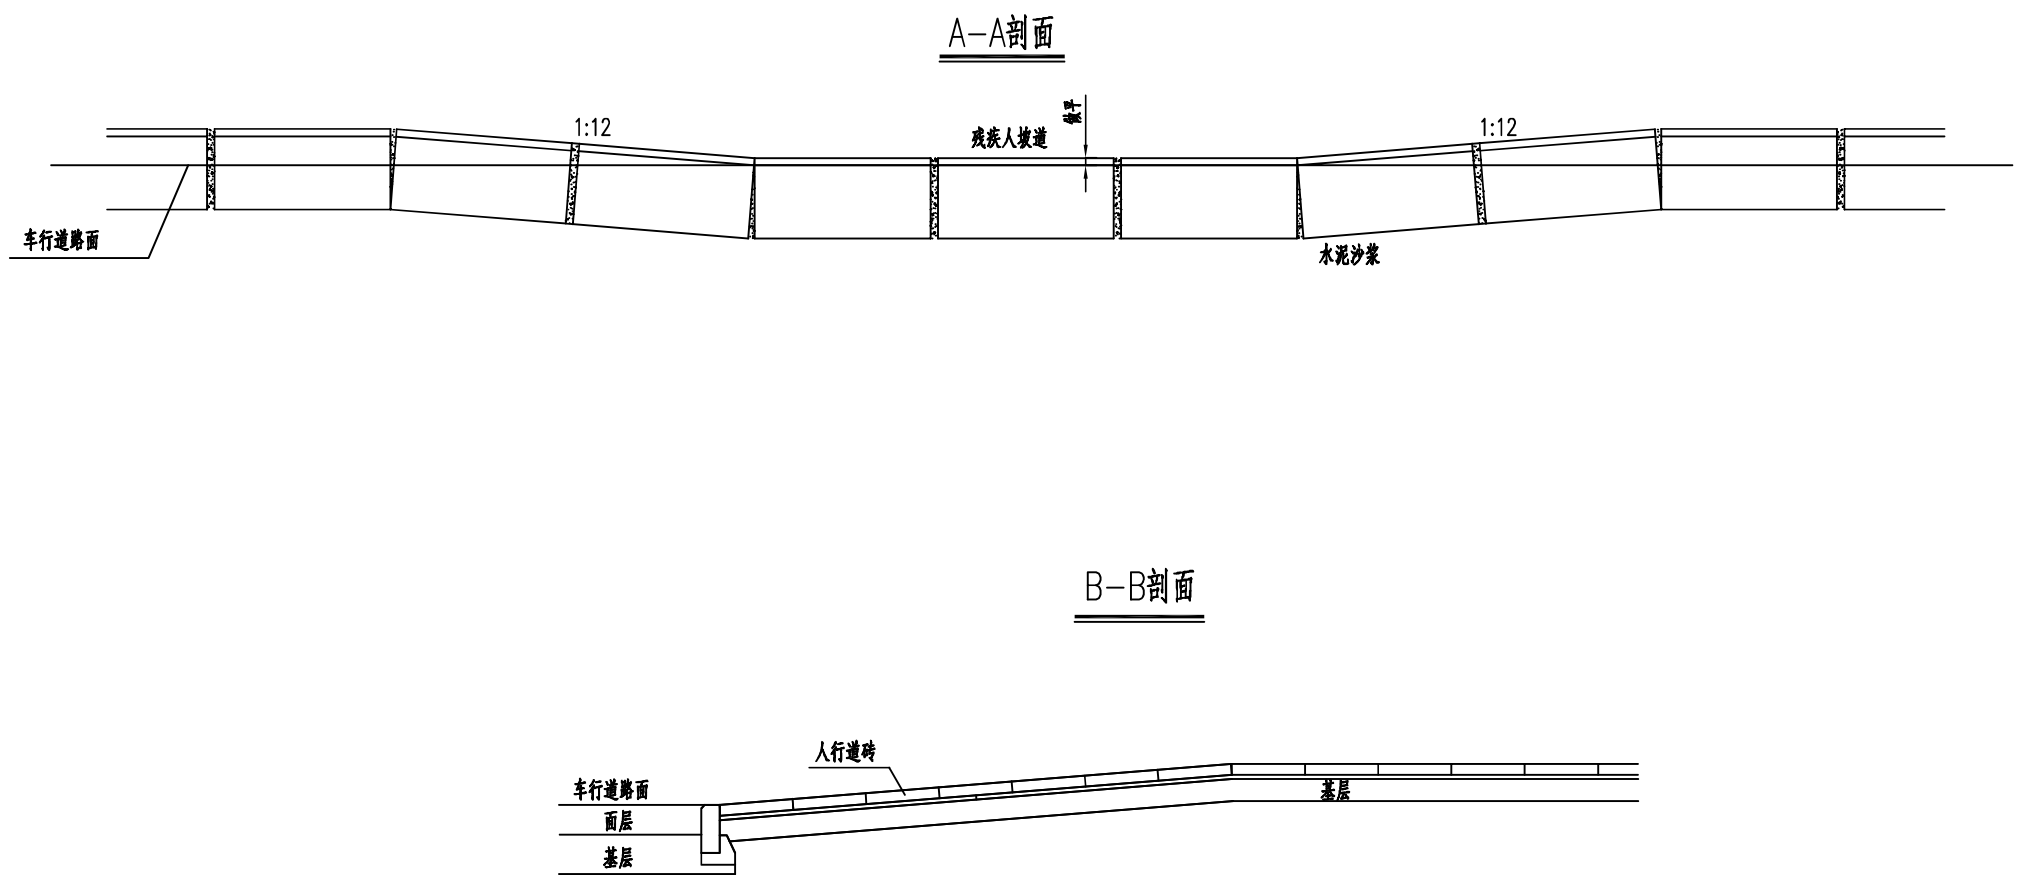 A-A剖面
做平
1:12
残疾人坡道
1:12
车行道路面
水泥沙浆
B-B剖面
人行道砖
车行道路面
基层
面层
基层